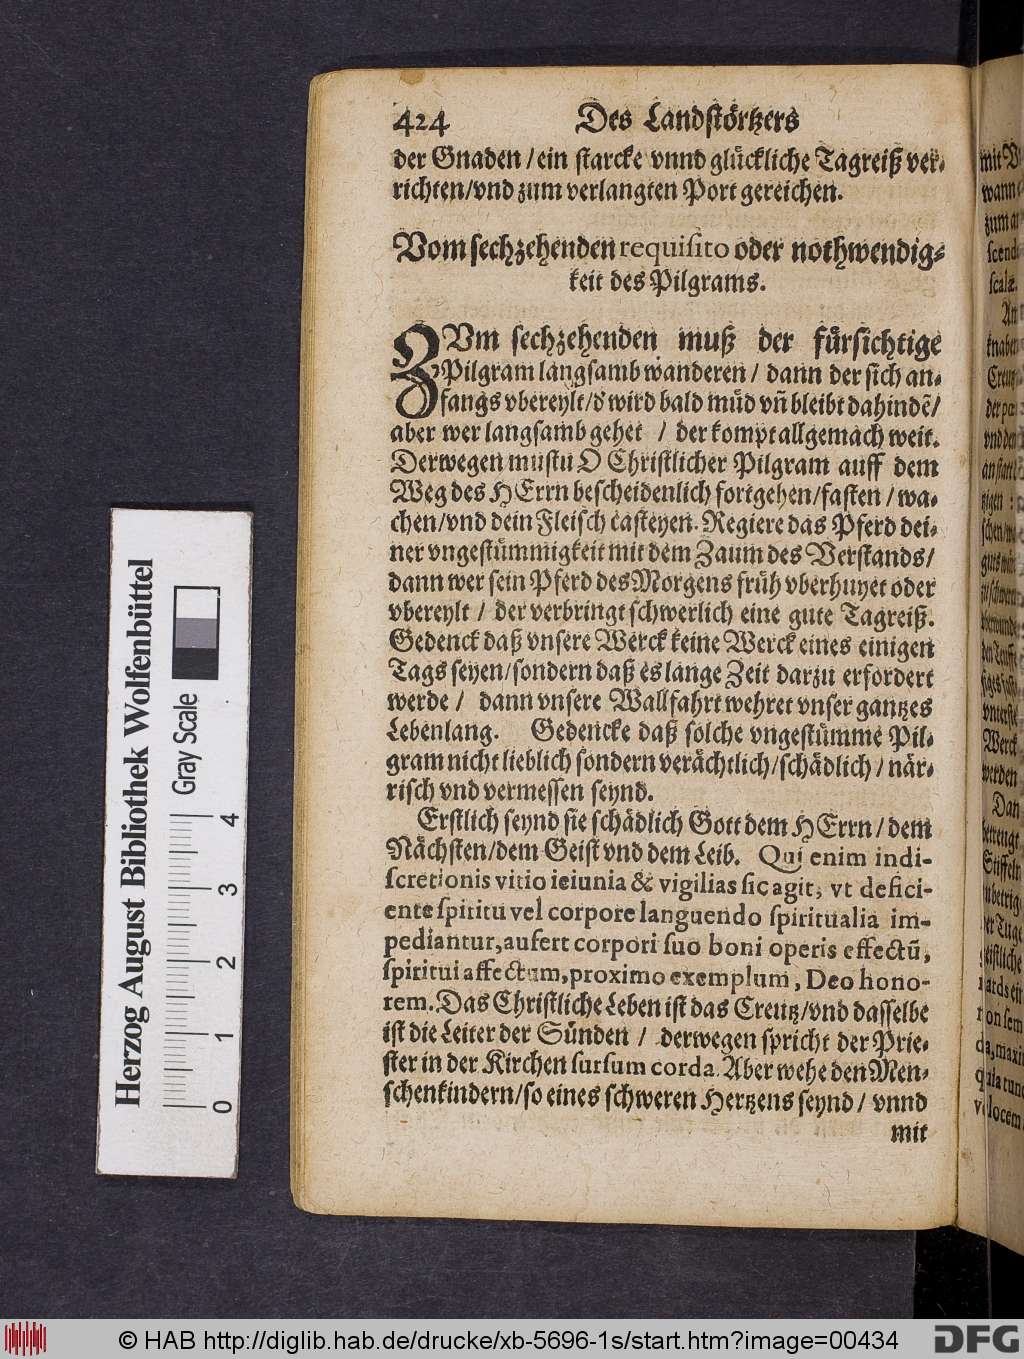 424 Des Landstörtzers
der Gnaden / ein starcke vnnd glückliche Tagreiß ver-
richten/vnd zum verlangten Port gereichen.
Vom sechzehenden requisito oder nothwendig-
keit des Pilgrams.
ZVm sechzehenden muß der fürsichtige
Pilgram langsamb wanderen / dann der sich an-
fangs vbereylt/ð wird bald müd vñ bleibt dahindẽ/
aber wer langsamb gehet / der kompt allgemach weit.
Derwegen mustu O Christlicher Pilgram auff dem
Weg des HErrn bescheidenlich fortgehen/fasten / wa-
chen/vnd dein Fleisch casteyen. Regiere das Pferd dei-
ner vngestümmigkeit mit dem Zaum des Verstands/
dann wer sein Pferd des Morgens früh vberhuyet oder
vbereylt / der verbringt schwerlich eine gute Tagreiß.
Gedenck daß vnsere Werck keine Werck eines einigen
Tags seyen/sondern daß es lange Zeit darzu erfordert
werde / dann vnsere Wallfahrt wehret vnser gantzes
Lebenlang. Gedencke daß solche vngestümme Pil-
gram nicht lieblich sondern verächtlich/schädlich / när-
risch vnd vermessen seynd.
Erstlich seynd sie schädlich Gott dem HErrn/ dem
Nächsten/dem Geist vnd dem Leib. Qui enim indi-
scretionis vitio ieiunia & vigilias sic agit, vt defici-
ente spiritu vel corpore languendo spiritualia im-
pediantur, aufert corpori suo boni operis effectũ,
spiritui affectum, proximo exemplum, Deo hono-
rem. Das Christliche Leben ist das Creutz/vnd dasselbe
ist die Leiter der Sünden / derwegen spricht der Prie-
ster in der Kirchen sursum corda. Aber wehe den Men-
schenkindern/so eines schweren Hertzens seynd / vnnd
mit
Herzog August Bibliothek Wolfenbüttel
Gray Scale
0 1 2 3 4
© HAB http://diglib.hab.de/drucke/xb-5696-1s/start.htm?image=00434
DFG